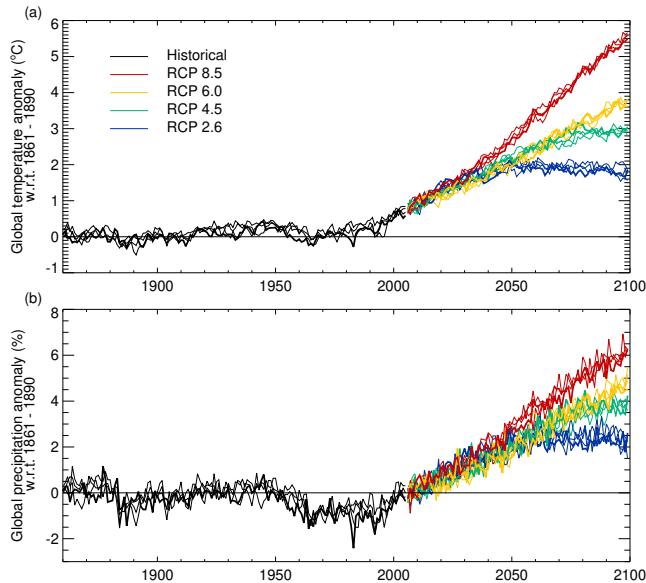 (a)
Global temperature anomaly (°C)
w.r.t. 1861 - 1890
6
5
4
3
2
1
0
-1
Historical
RCP 8.5
RCP 6.0
RCP 4.5
RCP 2.6
1900
1950
2000
2050
2100
(b)
Global precipitation anomaly (%)
w.r.t. 1861 - 1890
8
6
4
2
0
-2
1900
1950
2000
2050
2100